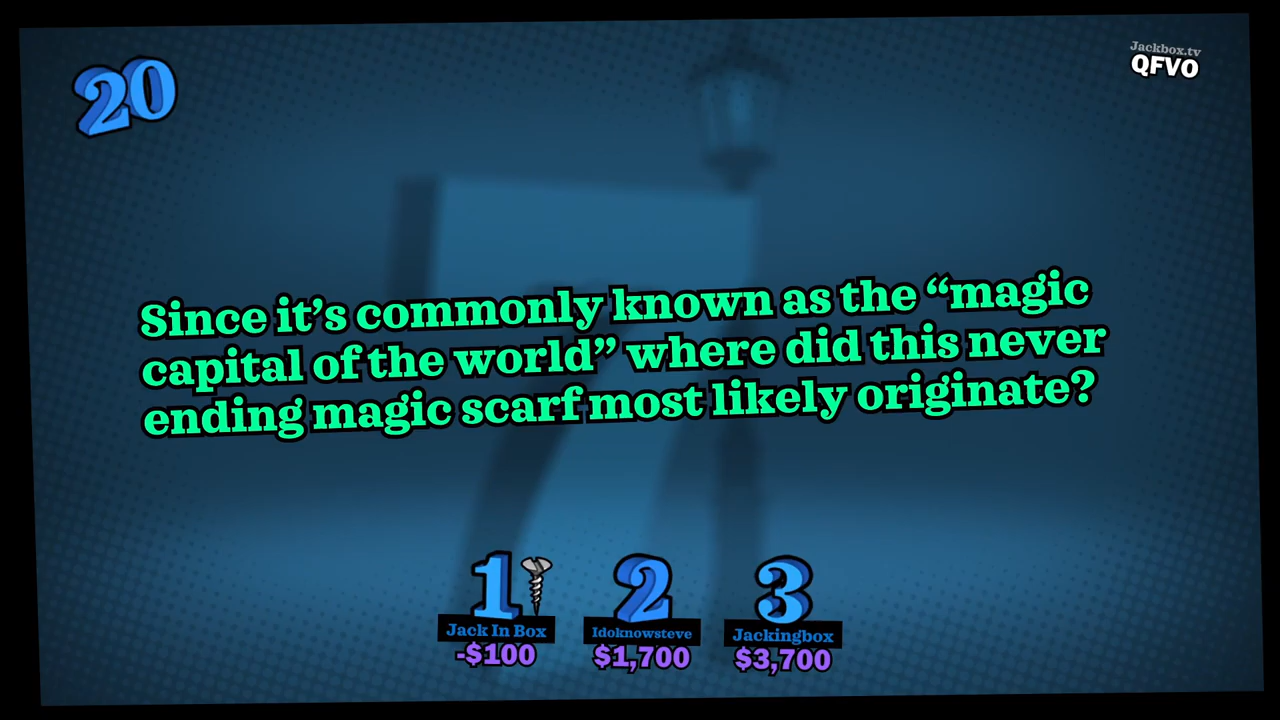 20
Jackbox.tv
QFVO
Since it's commonly known as the “magic
capital of the world” where did this never
ending magic scarf most likely originate?
1 2 3
Jack In Box Idoknowsteve Jackingbox
-$100 $1,700 $3,700